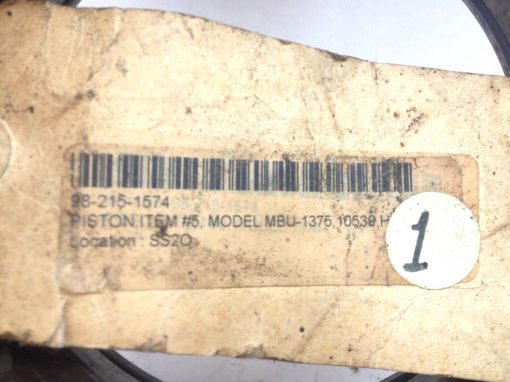 98-215-1574
PISTON ITEM #5, MODEL MBU-1375,10539,H
Location : SS2O
1